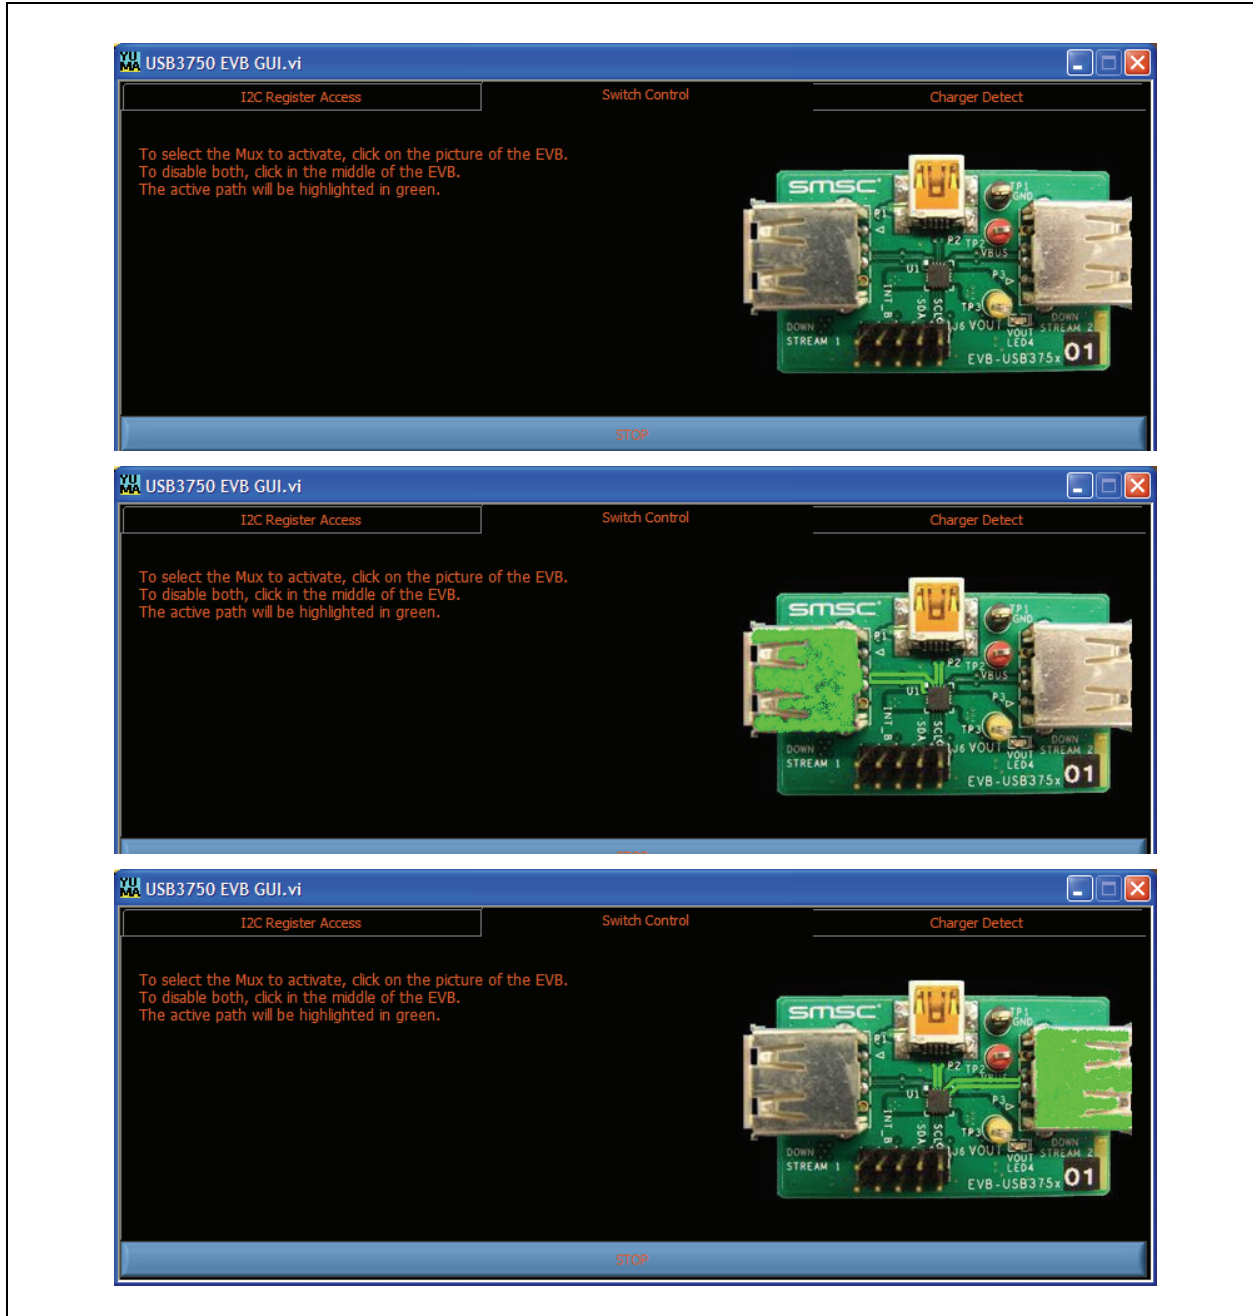 YU
MA USB3750 EVB GUI.vi
I2C Register Access Switch Control Charger Detect
To select the Mux to activate, click on the picture of the EVB.
To disable both, click in the middle of the EVB.
The active path will be highlighted in green.
smsc
TP1
GND
P1
P2 TP2
VBUS
U1
P3
INT_B
SDA
TP3
J6 VOUT
DOWN
STREAM 1
VOUT
LED4
DOWN
STREAM 2
EVB-USB375x 01
STOP
YU
MA USB3750 EVB GUI.vi
I2C Register Access Switch Control Charger Detect
To select the Mux to activate, click on the picture of the EVB.
To disable both, click in the middle of the EVB.
The active path will be highlighted in green.
smsc
TP1
GND
P1
P2 TP2
VBUS
U1
P3
INT_B
SDA
TP3
J6 VOUT
DOWN
STREAM 1
VOUT
LED4
DOWN
STREAM 2
EVB-USB375x 01
YU
MA USB3750 EVB GUI.vi
I2C Register Access Switch Control Charger Detect
To select the Mux to activate, click on the picture of the EVB.
To disable both, click in the middle of the EVB.
The active path will be highlighted in green.
smsc
TP1
GND
P1
P2 TP2
U1
P3
INT_B
SDA
TP3
J6 VOUT
DOWN
STREAM 1
VOUT
LED4
DOWN
STREAM 2
EVB-USB375x 01
STOP